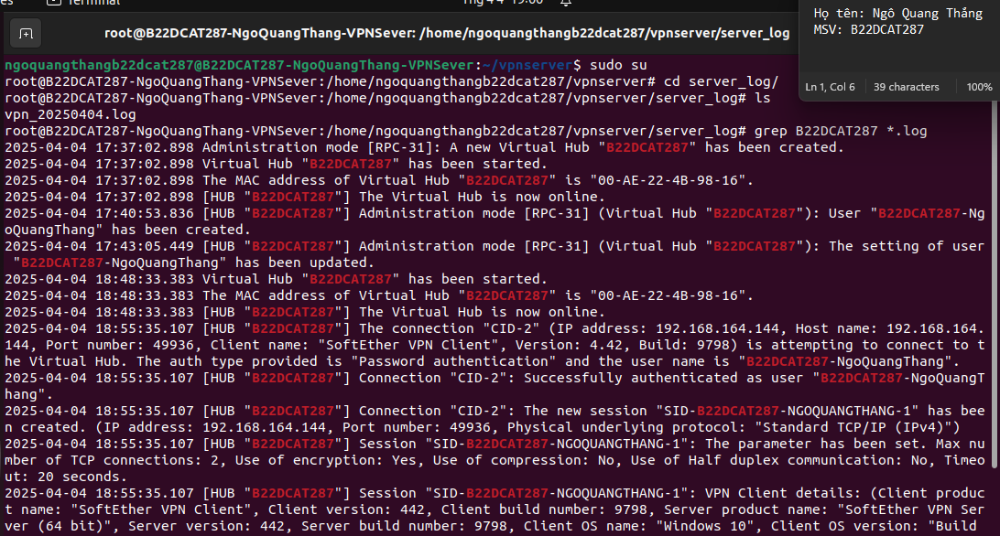 Terminal
Họ tên: Ngô Quang Thắng
MSV: B22DCAT287
root@B22DCAT287-NgoQuangThang-VPNSever: /home/ngoquangthangb22dcat287/vpnserver/server_log
Ln 1, Col 6 39 characters 100%
ngoquangthangb22dcat287@B22DCAT287-NgoQuangThang-VPNSever:~/vpnserver$ sudo su
root@B22DCAT287-NgoQuangThang-VPNSever:/home/ngoquangthangb22dcat287/vpnserver# cd server_log/
root@B22DCAT287-NgoQuangThang-VPNSever:/home/ngoquangthangb22dcat287/vpnserver/server_log# ls
vpn_20250404.log
root@B22DCAT287-NgoQuangThang-VPNSever:/home/ngoquangthangb22dcat287/vpnserver/server_log# grep B22DCAT287 *.log
2025-04-04 17:37:02.898 Administration mode [RPC-31]: A new Virtual Hub "B22DCAT287" has been created.
2025-04-04 17:37:02.898 Virtual Hub "B22DCAT287" has been started.
2025-04-04 17:37:02.898 The MAC address of Virtual Hub "B22DCAT287" is "00-AE-22-4B-98-16".
2025-04-04 17:37:02.898 [HUB "B22DCAT287"] The Virtual Hub is now online.
2025-04-04 17:40:53.836 [HUB "B22DCAT287"] Administration mode [RPC-31] (Virtual Hub "B22DCAT287"): User "B22DCAT287-Ng
oQuangThang" has been created.
2025-04-04 17:43:05.449 [HUB "B22DCAT287"] Administration mode [RPC-31] (Virtual Hub "B22DCAT287"): The setting of user
"B22DCAT287-NgoQuangThang" has been updated.
2025-04-04 18:48:33.383 Virtual Hub "B22DCAT287" has been started.
2025-04-04 18:48:33.383 The MAC address of Virtual Hub "B22DCAT287" is "00-AE-22-4B-98-16".
2025-04-04 18:48:33.383 [HUB "B22DCAT287"] The Virtual Hub is now online.
2025-04-04 18:55:35.107 [HUB "B22DCAT287"] The connection "CID-2" (IP address: 192.168.164.144, Host name: 192.168.164.
144, Port number: 49936, Client name: "SoftEther VPN Client", Version: 4.42, Build: 9798) is attempting to connect to t
he Virtual Hub. The auth type provided is "Password authentication" and the user name is "B22DCAT287-NgoQuangThang".
2025-04-04 18:55:35.107 [HUB "B22DCAT287"] Connection "CID-2": Successfully authenticated as user "B22DCAT287-NgoQuangT
hang".
2025-04-04 18:55:35.107 [HUB "B22DCAT287"] Connection "CID-2": The new session "SID-B22DCAT287-NGOQUANGTHANG-1" has bee
n created. (IP address: 192.168.164.144, Port number: 49936, Physical underlying protocol: "Standard TCP/IP (IPv4)")
2025-04-04 18:55:35.107 [HUB "B22DCAT287"] Session "SID-B22DCAT287-NGOQUANGTHANG-1": The parameter has been set. Max nu
mber of TCP connections: 2, Use of encryption: Yes, Use of compression: No, Use of Half duplex communication: No, Timeo
ut: 20 seconds.
2025-04-04 18:55:35.107 [HUB "B22DCAT287"] Session "SID-B22DCAT287-NGOQUANGTHANG-1": VPN Client details: (Client produc
t name: "SoftEther VPN Client", Client version: 442, Client build number: 9798, Server product name: "SoftEther VPN Ser
ver (64 bit)", Server version: 442, Server build number: 9798, Client OS name: "Windows 10", Client OS version: "Build